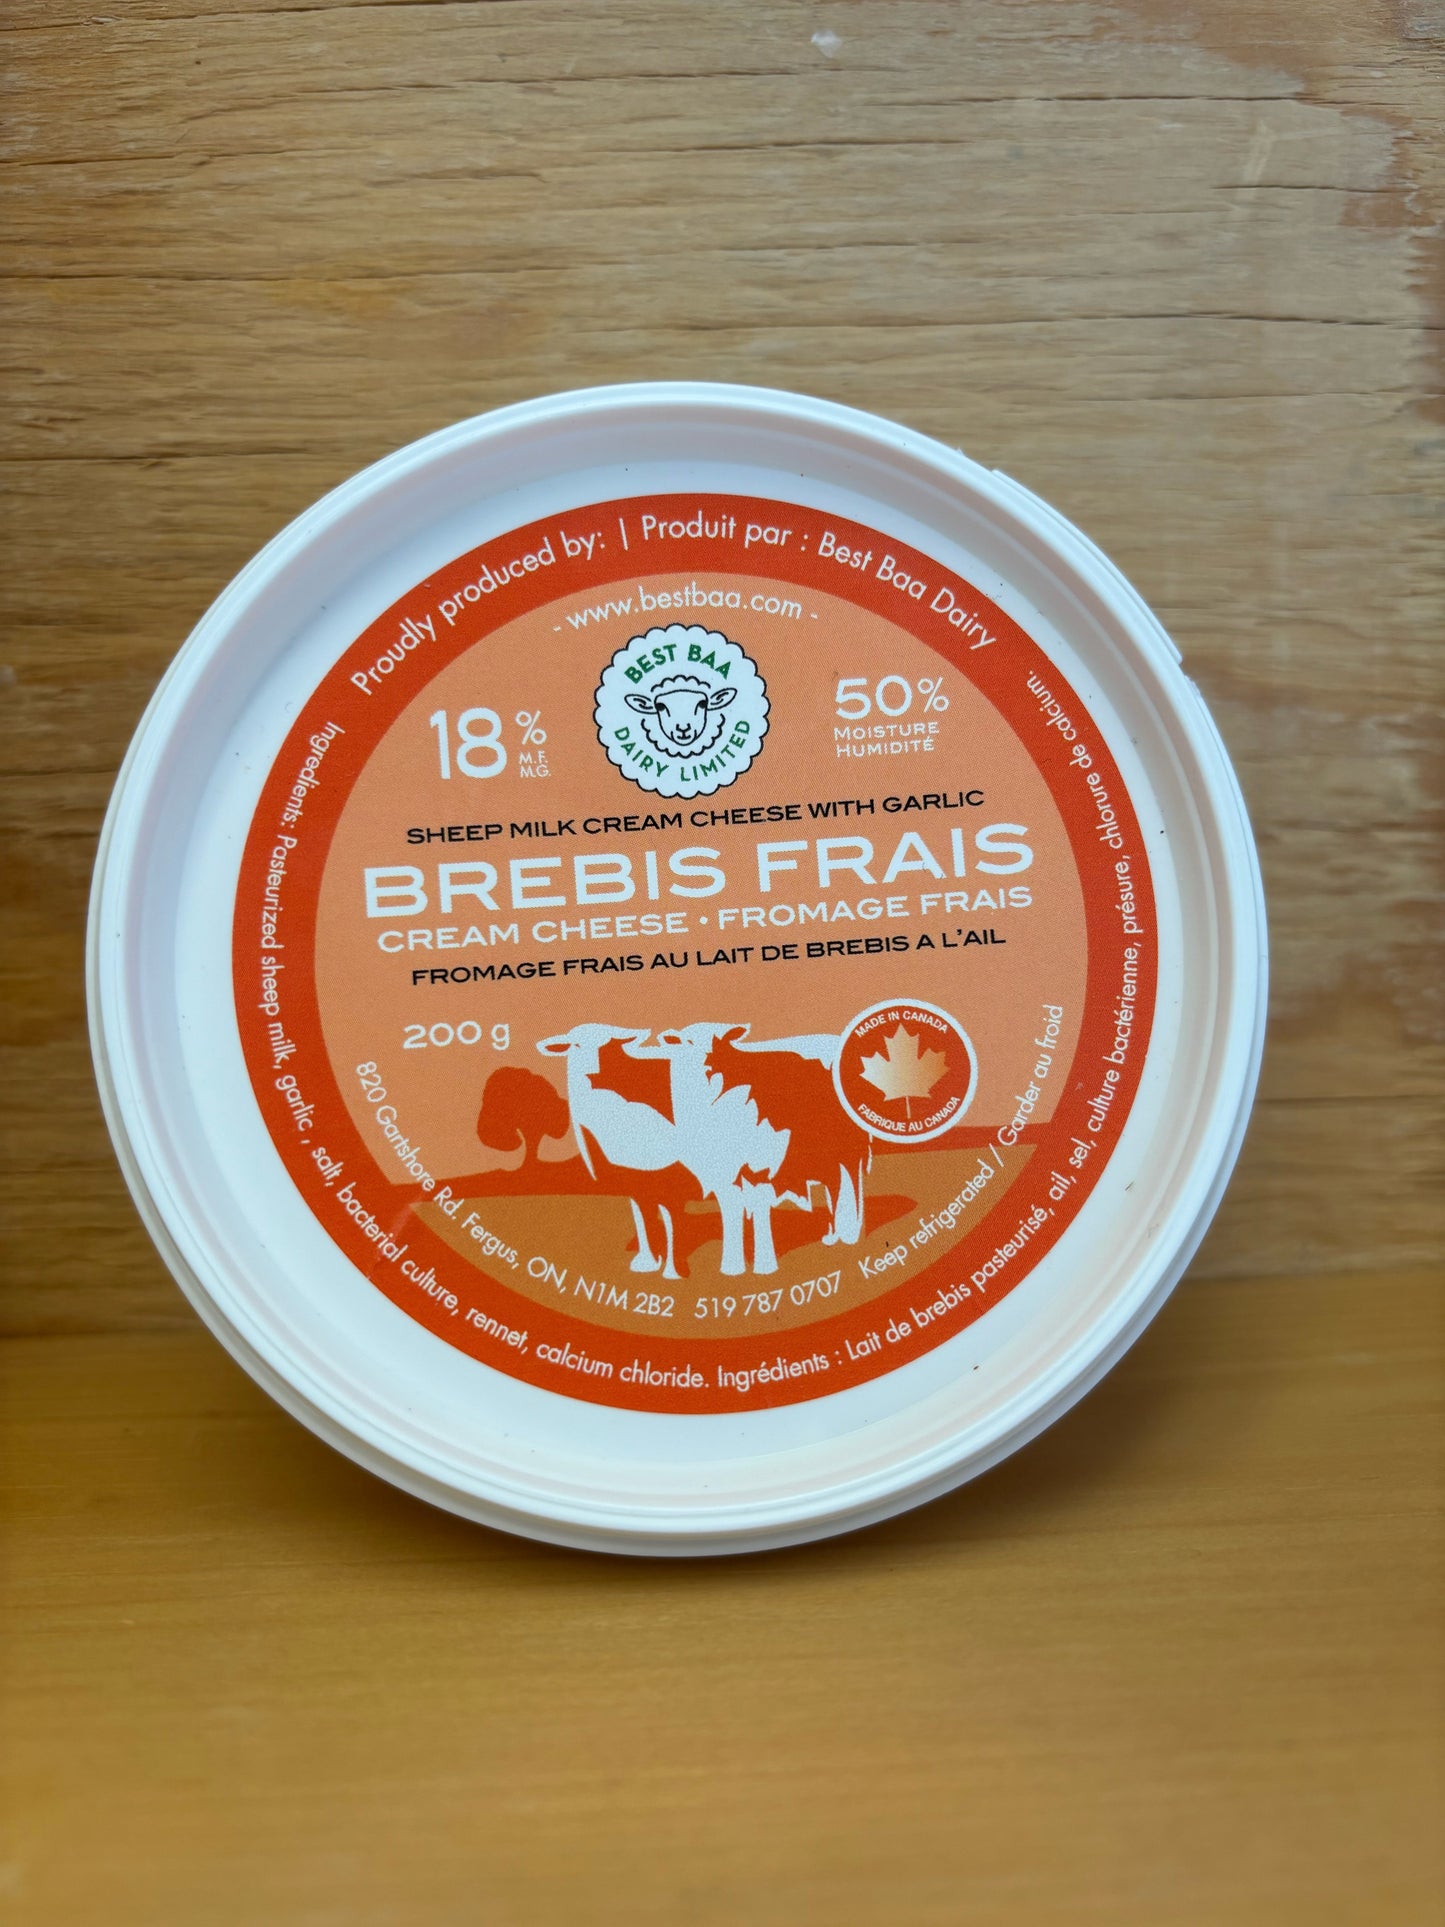 Proudly produced by: | Produit par : Best Baa Dairy
- www.bestbaa.com -
BEST BAA
DAIRY LIMITED
18 %
M.F.
M.G.
50%
MOISTURE
HUMIDITÉ
SHEEP MILK CREAM CHEESE WITH GARLIC
BREBIS FRAIS
CREAM CHEESE • FROMAGE FRAIS
FROMAGE FRAIS AU LAIT DE BREBIS A L'AIL
200 g
MADE IN CANADA
FABRIQUE AU CANADA
820 Gartshore Rd. Fergus, ON, N1M 2B2 519 787 0707 Keep refrigerated / Garder au froid
Ingredients: Pasteurized sheep milk, garlic , salt, bacterial culture, rennet, calcium chloride. Ingrédients : Lait de brebis pasteurisé, ail, sel, culture bactérienne, présure, chlorure de calcium.